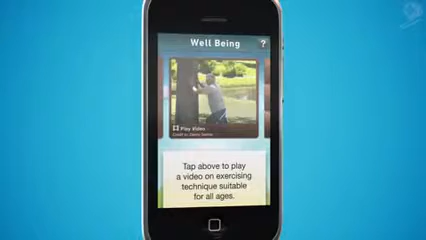 Well Being
?
Play Video
Tap above to play
a video on exercising
technique suitable
for all ages.